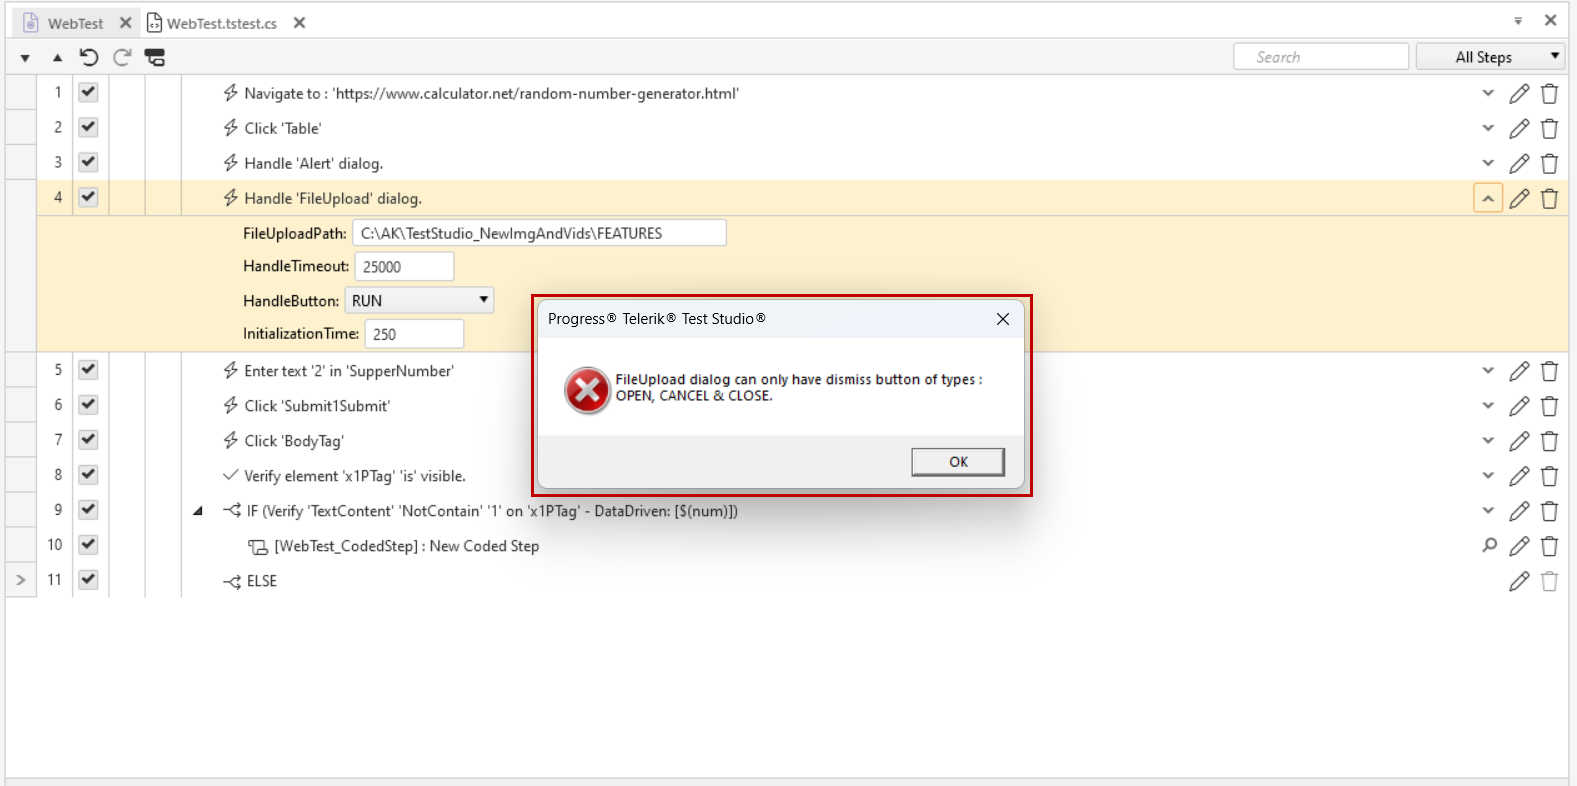 WebTest
WebTest.tstest.cs
Search
All Steps
1 Navigate to : 'https://www.calculator.net/random-number-generator.html'
2 Click 'Table'
3 Handle 'Alert' dialog.
4 Handle 'FileUpload' dialog.
FileUploadPath: C:\AK\TestStudio_NewImgAndVids\FEATURES
HandleTimeout: 25000
HandleButton: RUN
InitializationTime: 250
Progress® Telerik® Test Studio®
FileUpload dialog can only have dismiss button of types :
OPEN, CANCEL & CLOSE.
OK
5 Enter text '2' in 'SupperNumber'
6 Click 'Submit1Submit'
7 Click 'BodyTag'
8 Verify element 'x1PTag' 'is' visible.
9 IF (Verify 'TextContent' 'NotContain' '1' on 'x1PTag' - DataDriven: [$(num)])
10 [WebTest_CodedStep] : New Coded Step
11 ELSE